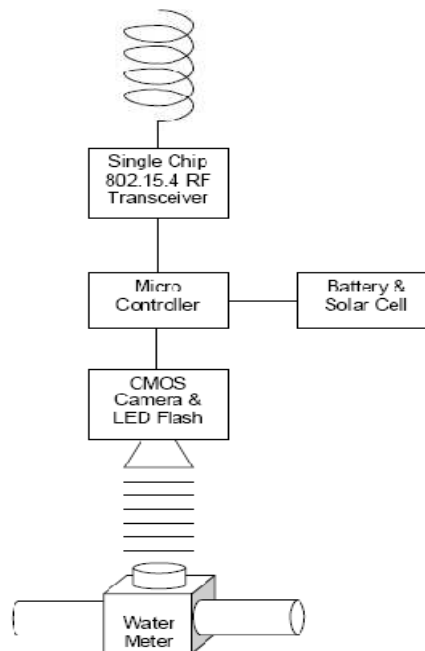 Single Chip
802.15.4 RF
Transceiver
Micro
Controller
Battery &
Solar Cell
CMOS
Camera &
LED Flash
Water
Meter